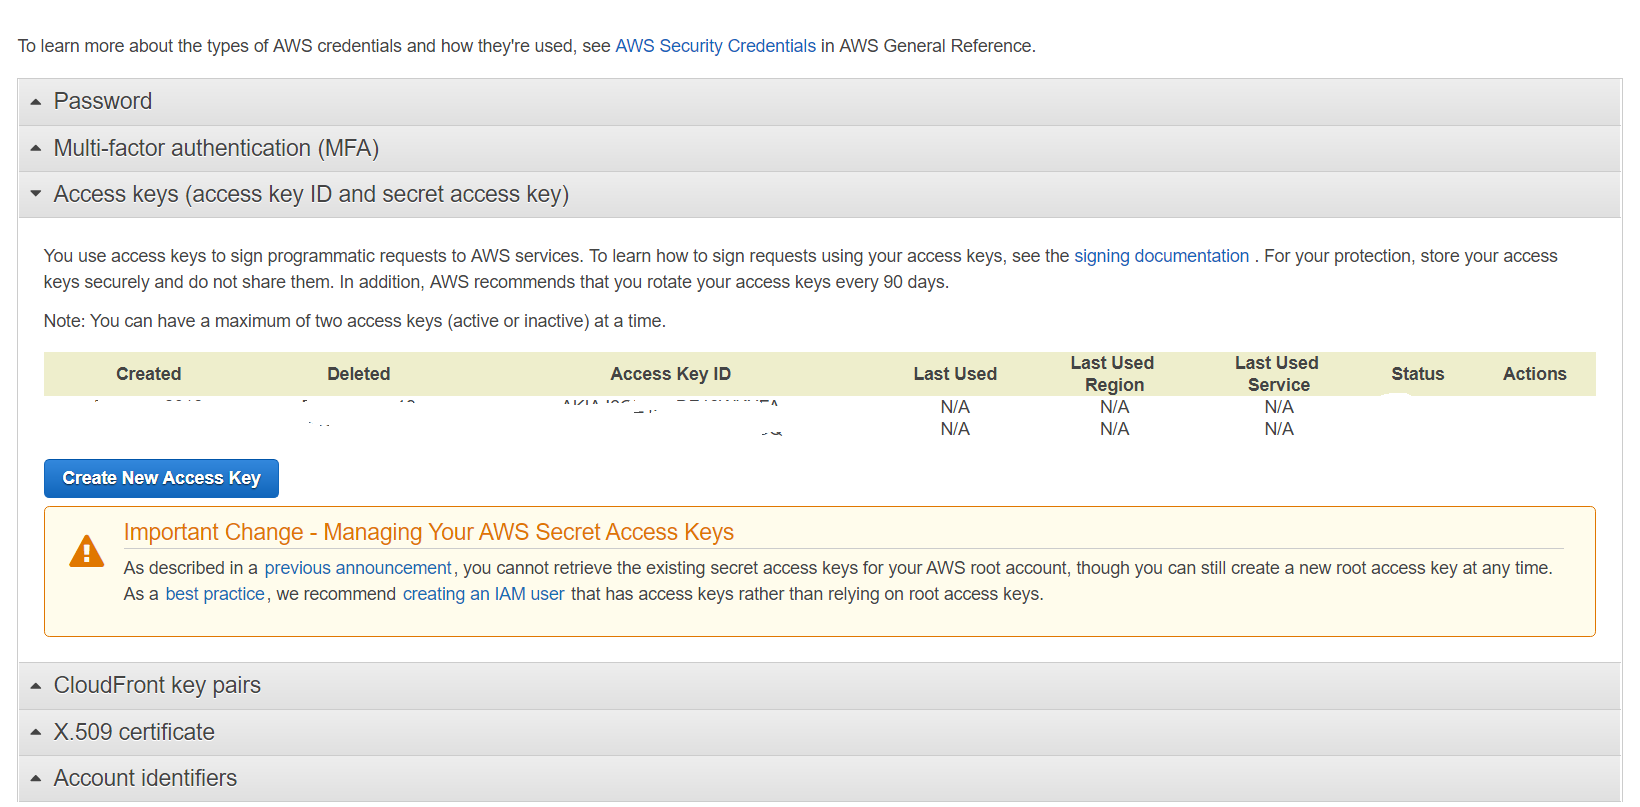 To learn more about the types of AWS credentials and how they're used, see AWS Security Credentials in AWS General Reference.
Password
Multi-factor authentication (MFA)
Access keys (access key ID and secret access key)
You use access keys to sign programmatic requests to AWS services. To learn how to sign requests using your access keys, see the signing documentation . For your protection, store your access
keys securely and do not share them. In addition, AWS recommends that you rotate your access keys every 90 days.
Note: You can have a maximum of two access keys (active or inactive) at a time.
Created Deleted Access Key ID Last Used Last Used Region Last Used Service Status Actions
N/A N/A N/A
N/A N/A N/A
Create New Access Key
Important Change - Managing Your AWS Secret Access Keys
As described in a previous announcement, you cannot retrieve the existing secret access keys for your AWS root account, though you can still create a new root access key at any time.
As a best practice, we recommend creating an IAM user that has access keys rather than relying on root access keys.
CloudFront key pairs
X.509 certificate
Account identifiers